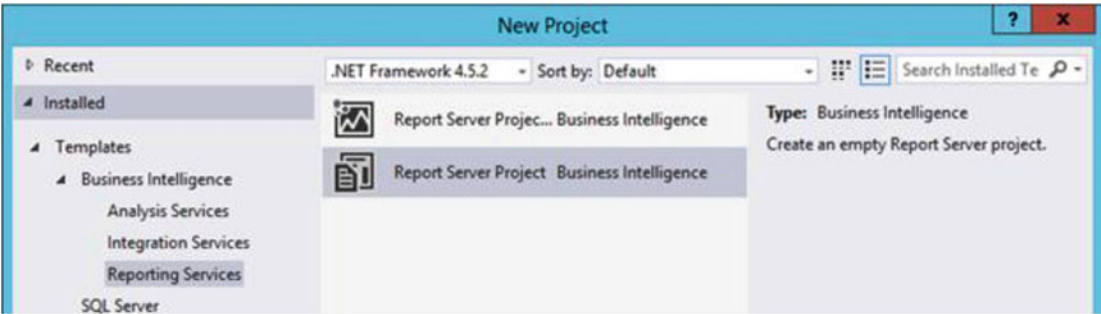 New Project
? x
Recent
.NET Framework 4.5.2 Sort by: Default Search Installed Te
Installed
Templates
Business Intelligence
Analysis Services
Integration Services
Reporting Services
SQL Server
Report Server Projec... Business Intelligence
Report Server Project Business Intelligence
Type: Business Intelligence
Create an empty Report Server project.